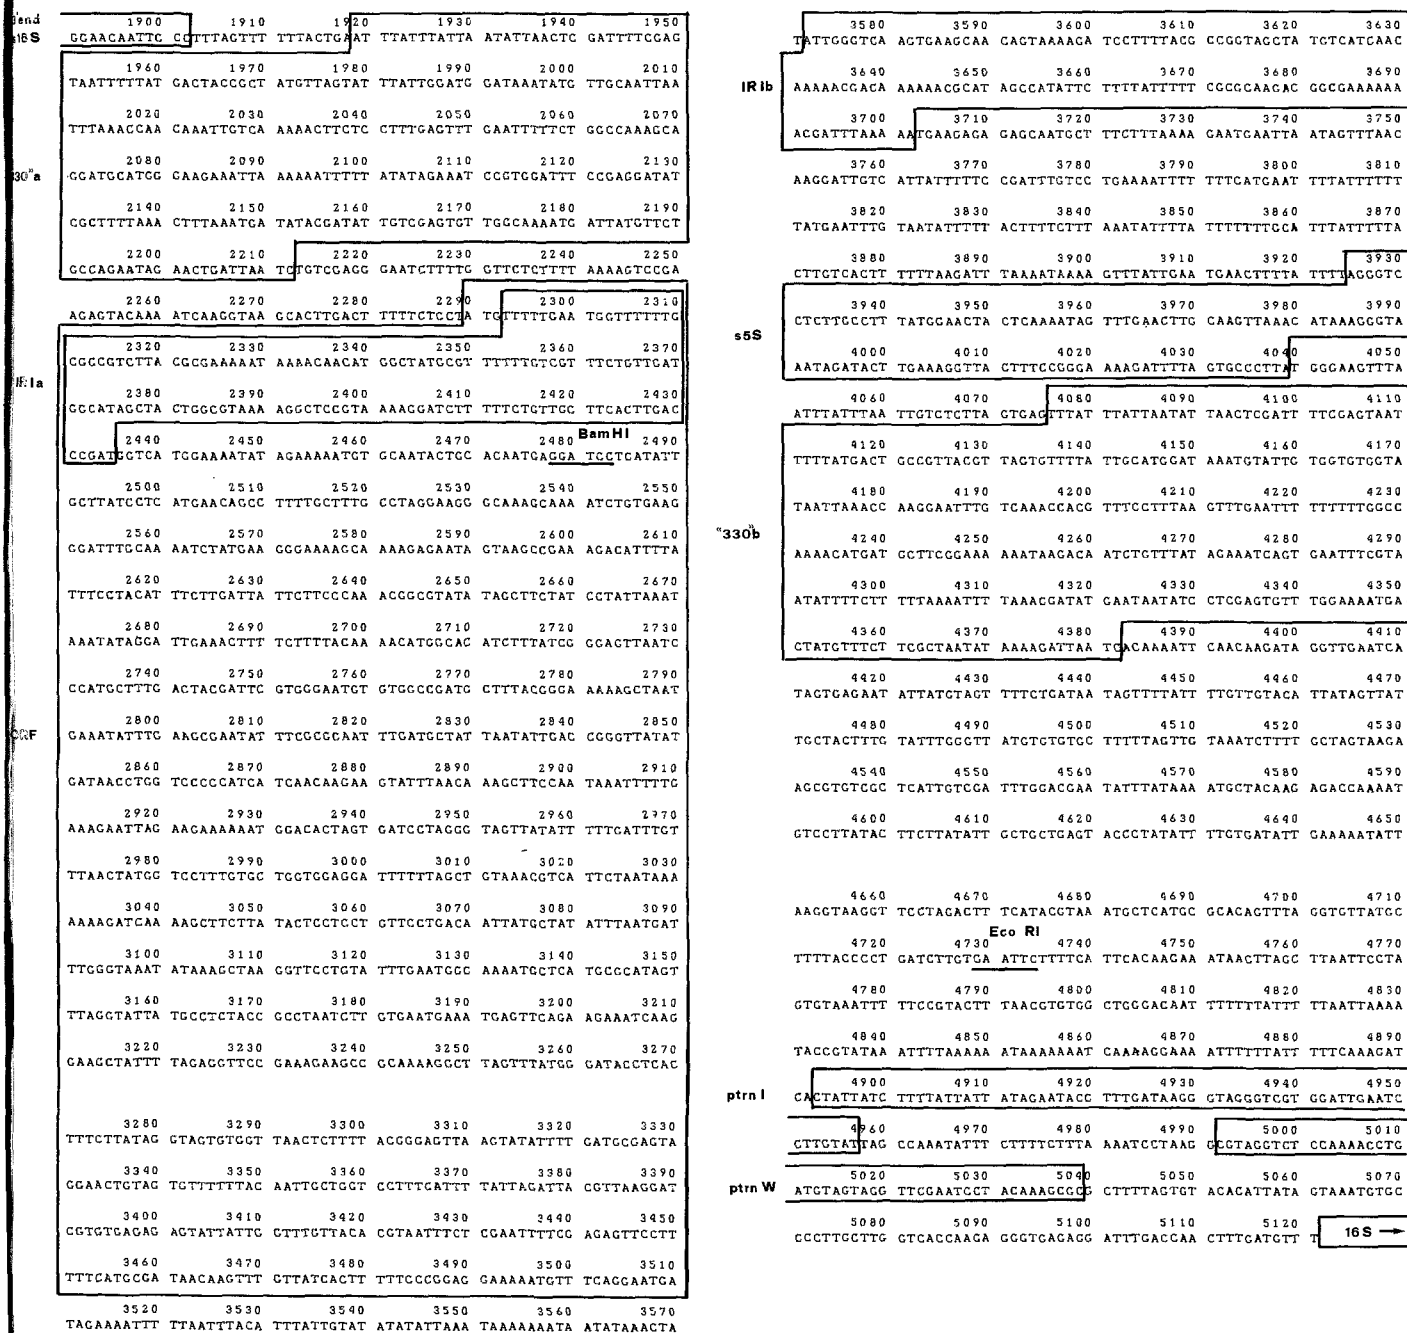 1900 1910 1920 1930 1940 1950
s16S GGAACAATTC CCTTTAGTTT TTTACTGAAT TTATTTATTA ATATTAACTC GATTTTCGAG
1960 1970 1980 1990 2000 2010
TAATTTTTAT GACTACCGCT ATGTTAGTAT TTATTGGATG GATAAATATG TTGCAATTAA
2020 2030 2040 2050 2060 2070
TTTAAACCAA CAAATTGTCA AAAACTTCTC CTTTGAGTTT GAATTTTTCT GGCCAAAGCA
2080 2090 2100 2110 2120 2130
30"a GGATGCATGG GAAGAAATTA AAAAATTTTT ATATAGAAAT CCGTGGATTT CCGAGGATAT
2140 2150 2160 2170 2180 2190
CGCTTTTAAA CTTTAAATGA TATACGATAT TGTCGAGTGT TGGCAAAATG ATTATGTTCT
2200 2210 2220 2230 2240 2250
GCCAGAATAG AACTGATTAA TCTGTCGAGG GAATCTTTTG GTTCTCTTTT AAAAGTCCGA
2260 2270 2280 2290 2300 2310
AGAGTACAAA ATCAAGGTAA GCACTTGACT TTTTCTCCTA TGTTTTTGAA TGGTTTTTTG
2320 2330 2340 2350 2360 2370
CGGCGTCTTA CGCGAAAAAT AAAACAACAT GGCTATGCGT TTTTTGTCGT TTCTGTTGAT
IRIa
2380 2390 2400 2410 2420 2430
GGCATAGCTA CTGGCGTAAA AGGCTCCGTA AAAGGATCTT TTTCTGTTGC TTCACTTGAC
BamHI
2440 2450 2460 2470 2480 2490
CCGATGGTCA TGGAAAATAT AGAAAAATGT GCAATACTGC ACAATGAGGA TCCTCATATT
2500 2510 2520 2530 2540 2550
GCTTATCCTC ATGAACAGCC TTTTGCTTTG CCTAGGAAGG GCAAAGCAAA ATCTGTGAAG
2560 2570 2580 2590 2600 2610
GGATTTGCAA AATCTATGAA GGGAAAAGCA AAAGAGAATA GTAAGCCGAA AGACATTTTA
2620 2630 2640 2650 2660 2670
TTTCCTACAT TTCTTGATTA TTCTTCCCAA ACGGCGTATA TAGCTTCTAT CCTATTAAAT
2680 2690 2700 2710 2720 2730
AAATATAGGA TTGAAACTTT TCTTTTACAA AACATGGCAC ATCTTTATCG GGAGTTAATC
2740 2750 2760 2770 2780 2790
CCATGCTTTG ACTACGATTC GTGGGAATGT GTGGCCGATG CTTTACGGGA AAAAGCTAAT
2800 2810 2820 2830 2840 2850
ORF GAAATATTTG AAGCGAATAT TTCGCGCAAT TTGATGCTAT TAATATTGAC CGGGTTATAT
2860 2870 2880 2890 2900 2910
GATAACCTGG TCCCCCATCA TCAACAAGAA GTATTTAACA AAGCTTCCAA TAAATTTTTG
2920 2930 2940 2950 2960 2970
AAAGAATTAG AAGAAAAAAT GGACACTAGT GATCCTAGGG TAGTTATATT TTTGATTTGT
2980 2990 3000 3010 3020 3030
TTAACTATGG TCCTTTGTGC TGGTGGAGGA TTTTTTAGCT GTAAACGTCA TTCTAATAAA
3040 3050 3060 3070 3080 3090
AAAAGATCAA AAGCTTCTTA TACTCCTCCT GTTCCTGACA ATTATGCTAT ATTTAATGAT
3100 3110 3120 3130 3140 3150
TTGGGTAAAT ATAAAGCTAA GGTTCCTGTA TTTGAATGGC AAAATGCTCA TGCGCATAGT
3160 3170 3180 3190 3200 3210
TTAGGTATTA TGCCTCTACC GCCTAATCTT GTGAATGAAA TGAGTTCAGA AGAAATCAAG
3220 3230 3240 3250 3260 3270
GAAGCTATTT TAGAGGTTCC GAAAGAAGCC GCAAAAGGCT TAGTTTATGG GATACCTCAC
3280 3290 3300 3310 3320 3330
TTTCTTATAG GTAGTGTGGT TAACTCTTTT ACGGGAGTTA AGTATATTTT GATGCGAGTA
3340 3350 3360 3370 3380 3390
GGAACTGTAG TGTTTTTTAC AATTGCTGGT CCTTTCATTT TATTAGATTA CGTTAAGGAT
3400 3410 3420 3430 3440 3450
CGTGTGAGAG AGTATTATTG GTTTGTTACA CGTAATTTCT CGAATTTTCG AGAGTTCCTT
3460 3470 3480 3490 3500 3510
TTTCATGCGA TAACAAGTTT GTTATCACTT TTTCCCGGAG GAAAAATGTT TCAGGAATGA
3520 3530 3540 3550 3560 3570
TAGAAAATTT TTAATTTACA TTTATTGTAT ATATATTAAA TAAAAAAATA ATATAAACTA
3580 3590 3600 3610 3620 3630
TATTGGGTCA AGTGAAGCAA GAGTAAAAGA TCCTTTTACG CCGGTAGCTA TGTCATGAAC
3640 3650 3660 3670 3680 3690
IRIb AAAAACGACA AAAAACGCAT AGCCATATTC TTTTATTTTT CGCGCAAGAC GGCGAAAAAA
3700 3710 3720 3730 3740 3750
ACGATTTAAA AATGAAGAGA GAGCAATGCT TTCTTTAAAA GAATGAATTA ATAGTTTAAC
3760 3770 3780 3790 3800 3810
AAGGATTGTC ATTATTTTTC CGATTTGTCC TGAAAATTTT TTTCATGAAT TTTATTTTTT
3820 3830 3840 3850 3860 3870
TATGAATTTG TAATATTTTT ACTTTTCTTT AAATATTTTA TTTTTTTGCA TTTATTTTTA
3880 3890 3900 3910 3920 3930
CTTGTCACTT TTTTAAGATT TAAAATAAAA GTTTATTGAA TGAACTTTTA TTTTAGGGTC
3940 3950 3960 3970 3980 3990
s5S CTCTTGCCTT TATGGAACTA CTCAAAATAG TTTGAACTTG CAAGTTAAAC ATAAAGGGTA
4000 4010 4020 4030 4040 4050
AATAGATACT TGAAAGGTTA CTTTCCGGGA AAAGATTTTA GTGCCCTTAT GGGAAGTTTA
4060 4070 4080 4090 4100 4110
ATTTATTTAA TTGTCTCTTA GTGAGTTTAT TTATTAATAT TAACTCGATT TTCGAGTAAT
4120 4130 4140 4150 4160 4170
TTTTATGACT GCCGTTACGT TAGTGTTTTA TTGCATGGAT AAATGTATTG TGGTGTGGTA
4180 4190 4200 4210 4220 4230
TAATTAAACC AAGGAATTTG TCAAACCACG TTTCCTTTAA GTTTGAATTT TTTTTTGGCC
"330"b
4240 4250 4260 4270 4280 4290
AAAACATGAT GCTTCGGAAA AAATAAGACA ATCTGTTTAT AGAAATCAGT GAATTTCGTA
4300 4310 4320 4330 4340 4350
ATATTTTCTT TTTAAAATTT TAAACGATAT GAATAATATC CTCGAGTGTT TGGAAAATGA
4360 4370 4380 4390 4400 4410
CTATGTTTCT TCGCTAATAT AAAAGATTAA TCACAAAATT CAACAAGATA GGTTGAATCA
4420 4430 4440 4450 4460 4470
TAGTGAGAAT ATTATGTAGT TTTCTGATAA TAGTTTTATT TTGTTGTACA TTATAGTTAT
4480 4490 4500 4510 4520 4530
TGCTACTTTG TATTTGGGTT ATGTGTGTGC TTTTTAGTTG TAAATCTTTT GCTAGTAAGA
4540 4550 4560 4570 4580 4590
AGCGTGTCGC TCATTGTCGA TTTGGACGAA TATTTATAAA ATGCTACAAG AGACCAAAAT
4600 4610 4620 4630 4640 4650
GTCCTTATAC TTCTTATATT GCTGCTGAGT ACCCTATATT TTGTGATATT GAAAAATATT
4660 4670 4680 4690 4700 4710
AAGGTAAGGT TCCTAGACTT TCATACGTAA ATGCTCATGC GCACAGTTTA GGTGTTATGC
Eco RI
4720 4730 4740 4750 4760 4770
TTTTACCCCT GATCTTGTGA ATTCTTTTGA TTCACAAGAA ATAACTTAGC TTAATTCCTA
4780 4790 4800 4810 4820 4830
GTGTAAATTT TTCCGTACTT TAACGTGTGG CTGGGACAAT TTTTTTATTT TTAATTAAAA
4840 4850 4860 4870 4880 4890
TACCGTATAA ATTTTAAAAA ATAAAAAAAT CAAAAGGAAA ATTTTTTATT TTTCAAAGAT
4900 4910 4920 4930 4940 4950
ptrn I CACTATTATC TTTTATTATT ATAGAATACC TTTGATAAGG GTAGGGTCGT GGATTGAATC
4960 4970 4980 4990 5000 5010
CTTGTATTAG CCAAATATTT CTTTTCTTTA AAATCCTAAG GCGTAGGTCT CCAAAACCTG
5020 5030 5040 5050 5060 5070
ptrn W ATGTAGTAGG TTCGAATCCT ACAAAGCGCG CTTTTAGTGT ACACATTATA GTAAATGTGC
5080 5090 5100 5110 5120
CCCTTGCTTG GTCACCAAGA GGGTGAGAGG ATTTGACCAA CTTTGATGTT T 16S →